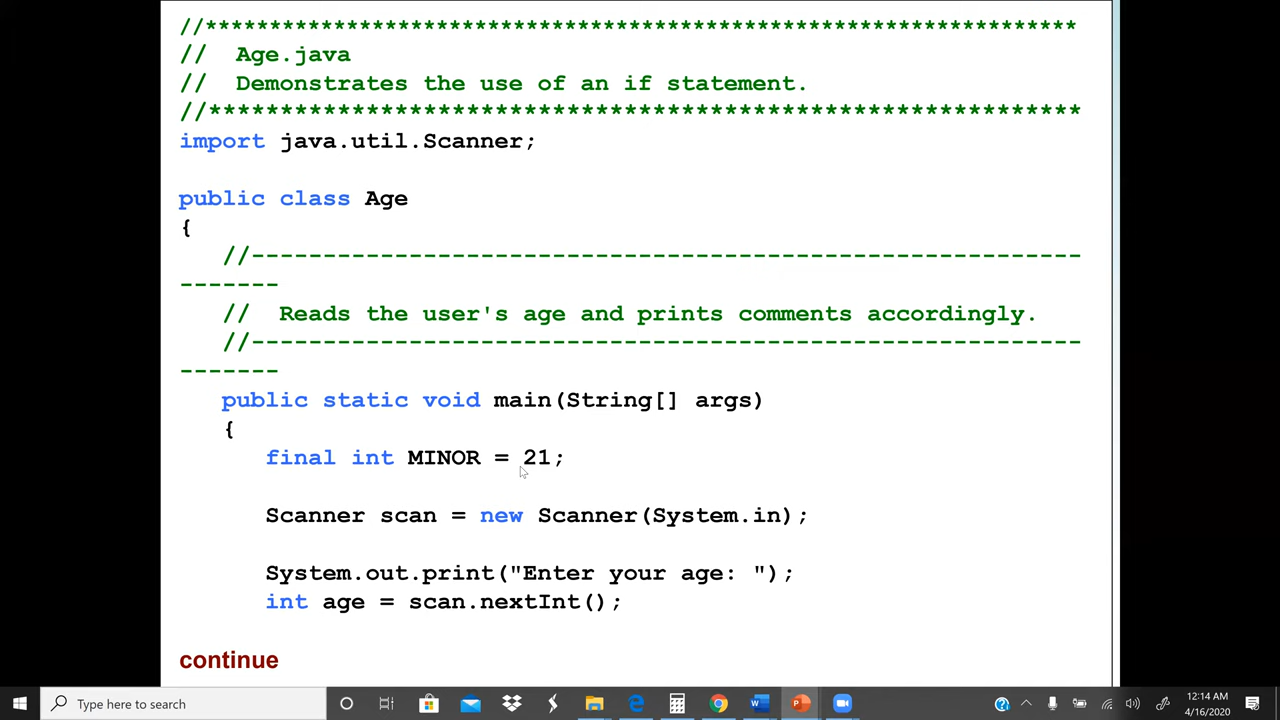 //*************************************************************
//  Age.java
//  Demonstrates the use of an if statement.
//*************************************************************
import java.util.Scanner;
public class Age
{
//----------------------------------------------------------
-------
//  Reads the user's age and prints comments accordingly.
//----------------------------------------------------------
-------
public static void main(String[] args)
{
final int MINOR = 21;
Scanner scan = new Scanner(System.in);
System.out.print("Enter your age: ");
int age = scan.nextInt();
continue
Type here to search
12:14 AM
4/16/2020